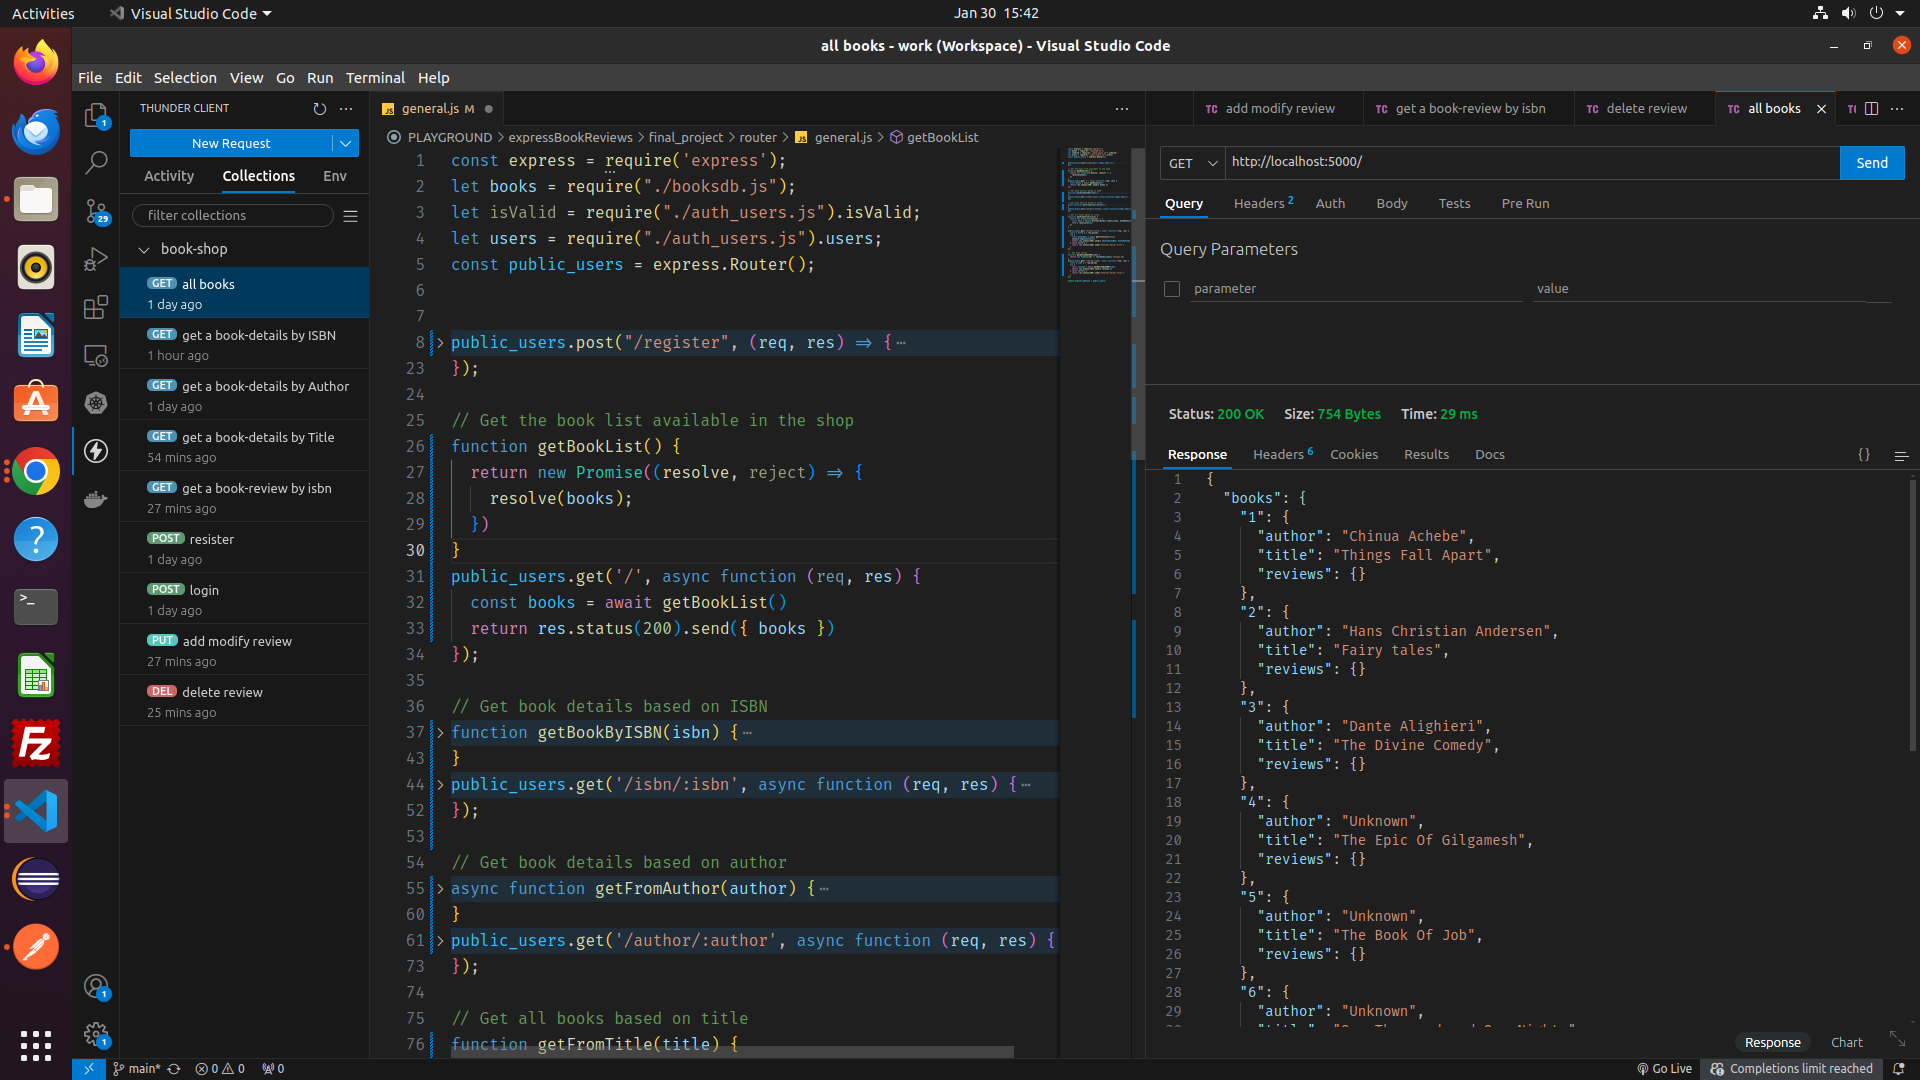 Activities
Visual Studio Code
Jan 30 15:42
all books - work (Workspace) - Visual Studio Code
File Edit Selection View Go Run Terminal Help
THUNDER CLIENT
New Request
Activity Collections Env
filter collections
book-shop
GET all books
1 day ago
GET get a book-details by ISBN
1 hour ago
GET get a book-details by Author
1 day ago
GET get a book-details by Title
54 mins ago
GET get a book-review by isbn
27 mins ago
POST resister
1 day ago
POST login
1 day ago
PUT add modify review
27 mins ago
DEL delete review
25 mins ago
1
29
1
1
general.js M
PLAYGROUND > expressBookReviews > final_project > router > general.js > getBookList
1 const express = require('express');
2 let books = require("./booksdb.js");
3 let isValid = require("./auth_users.js").isValid;
4 let users = require("./auth_users.js").users;
5 const public_users = express.Router();
6
7
8 public_users.post("/register", (req, res) => {⋯
23 });
24
25 // Get the book list available in the shop
26 function getBookList() {
27 return new Promise((resolve, reject) => {
28 resolve(books);
29 })
30 }
31 public_users.get('/', async function (req, res) {
32 const books = await getBookList()
33 return res.status(200).send({ books })
34 });
35
36 // Get book details based on ISBN
37 function getBookByISBN(isbn) {⋯
43 }
44 public_users.get('/isbn/:isbn', async function (req, res) {⋯
52 });
53
54 // Get book details based on author
55 async function getFromAuthor(author) {⋯
60 }
61 public_users.get('/author/:author', async function (req, res) {
73 });
74
75 // Get all books based on title
76 function getFromTitle(title) {
TC add modify review
TC get a book-review by isbn
TC delete review
TC all books
GET http://localhost:5000/ Send
Query Headers 2 Auth Body Tests Pre Run
Query Parameters
parameter value
Status: 200 OK Size: 754 Bytes Time: 29 ms
Response Headers 6 Cookies Results Docs {}
1 {
2 "books": {
3 "1": {
4 "author": "Chinua Achebe",
5 "title": "Things Fall Apart",
6 "reviews": {}
7 },
8 "2": {
9 "author": "Hans Christian Andersen",
10 "title": "Fairy tales",
11 "reviews": {}
12 },
13 "3": {
14 "author": "Dante Alighieri",
15 "title": "The Divine Comedy",
16 "reviews": {}
17 },
18 "4": {
19 "author": "Unknown",
20 "title": "The Epic Of Gilgamesh",
21 "reviews": {}
22 },
23 "5": {
24 "author": "Unknown",
25 "title": "The Book Of Job",
26 "reviews": {}
27 },
28 "6": {
29 "author": "Unknown",
Response Chart
main* 0 0 0
Go Live Completions limit reached